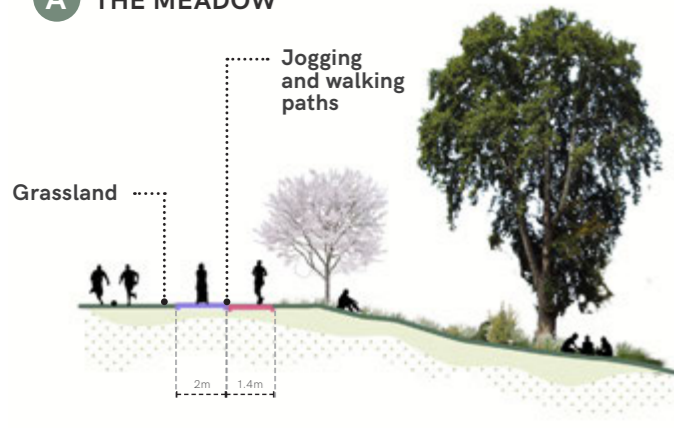 A THE MEADOW
Jogging
and walking
paths
Grassland
2m 1.4m